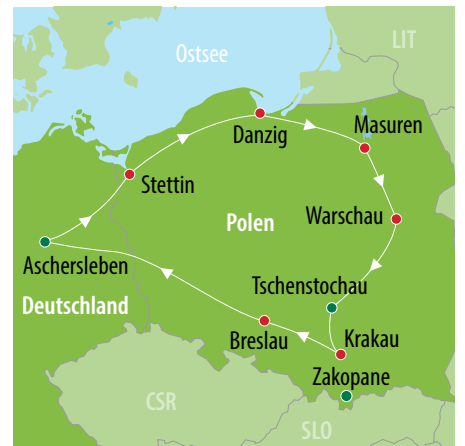 LIT
Ostsee
Danzig
Masuren
Stettin
Polen
Warschau
Aschersleben
Tschenstochau
Deutschland
Breslau
Krakau
Zakopane
CSR
SLO